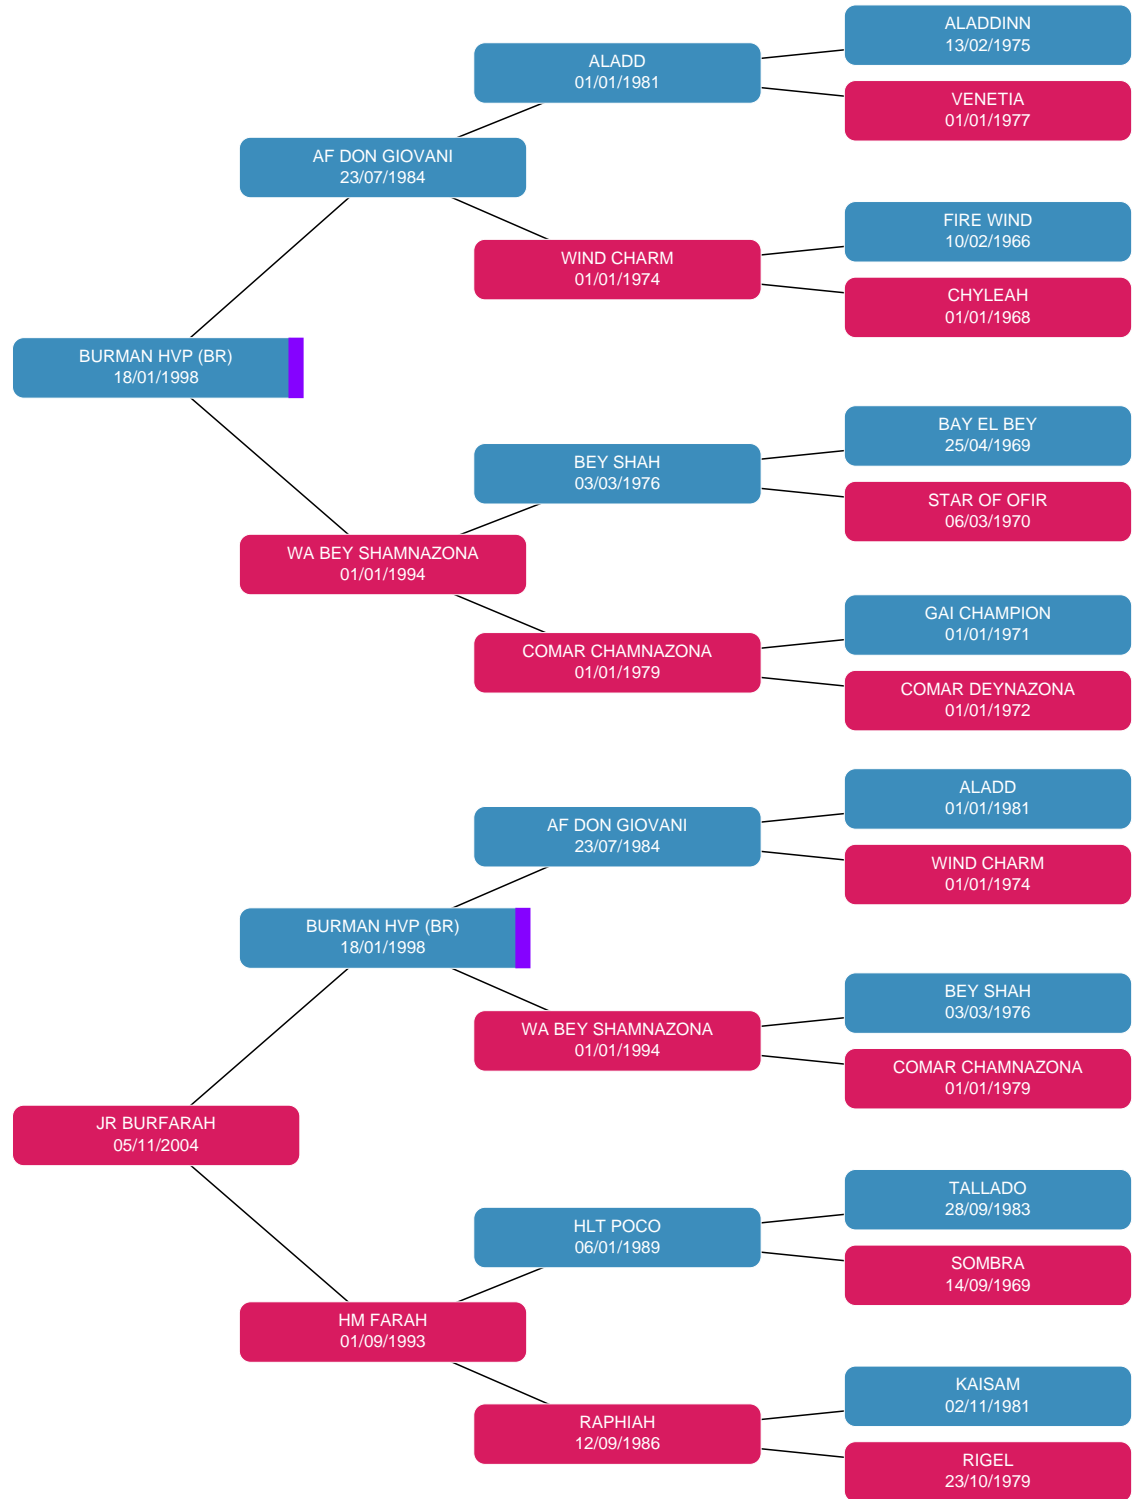 ALADDINN
13/02/1975
ALADD
01/01/1981
VENETIA
01/01/1977
AF DON GIOVANI
23/07/1984
FIRE WIND
10/02/1966
WIND CHARM
01/01/1974
CHYLEAH
01/01/1968
BURMAN HVP (BR)
18/01/1998
BAY EL BEY
25/04/1969
BEY SHAH
03/03/1976
STAR OF OFIR
06/03/1970
WA BEY SHAMNAZONA
01/01/1994
GAI CHAMPION
01/01/1971
COMAR CHAMNAZONA
01/01/1979
COMAR DEYNAZONA
01/01/1972
ALADD
01/01/1981
AF DON GIOVANI
23/07/1984
WIND CHARM
01/01/1974
BURMAN HVP (BR)
18/01/1998
BEY SHAH
03/03/1976
WA BEY SHAMNAZONA
01/01/1994
COMAR CHAMNAZONA
01/01/1979
JR BURFARAH
05/11/2004
TALLADO
28/09/1983
HLT POCO
06/01/1989
SOMBRA
14/09/1969
HM FARAH
01/09/1993
KAISAM
02/11/1981
RAPHIAH
12/09/1986
RIGEL
23/10/1979